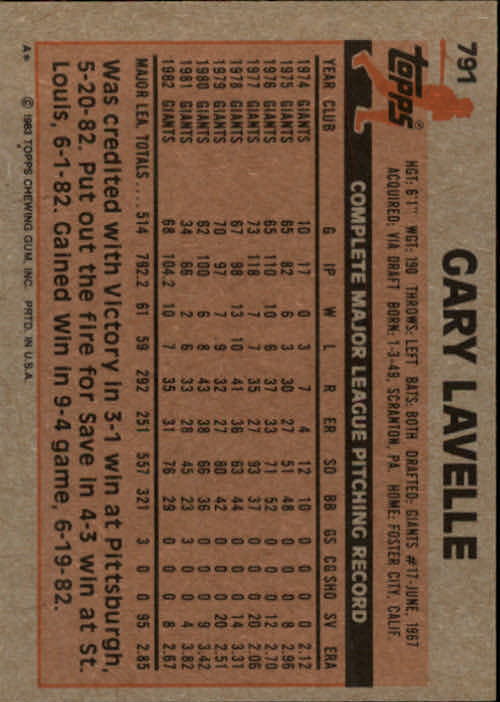 791
topps®
GARY LAVELLE
HGT: 6'1" WGT: 190 THROWS: LEFT BATS: BOTH DRAFTED: GIANTS #17-JUNE, 1967
ACQUIRED: VIA DRAFT BORN: 1-3-49, SCRANTON, PA. HOME: FOSTER CITY, CALIF.
COMPLETE MAJOR LEAGUE PITCHING RECORD
YEAR CLUB G IP W L R ER SO BB GS CG SHO SV ERA
1974 GIANTS 10 17 0 3 7 4 12 10 0 0 0 0 2.12
1975 GIANTS 65 82 6 3 30 27 51 48 0 0 0 8 2.96
1976 GIANTS 65 110 10 6 37 33 71 52 0 0 0 12 2.70
1977 GIANTS 73 118 7 7 35 27 93 37 0 0 0 20 2.06
1978 GIANTS 67 98 13 10 41 36 63 44 0 0 0 14 3.31
1979 GIANTS 70 97 7 9 32 27 80 42 0 0 0 20 2.51
1980 GIANTS 62 100 6 8 43 38 66 36 0 0 0 9 3.42
1981 GIANTS 34 66 2 6 33 28 45 23 3 0 0 4 3.82
1982 GIANTS 68 104.2 10 7 35 31 76 29 0 0 0 8 2.67
MAJOR LEA. TOTALS .... 514 792.2 61 59 292 251 557 321 3 0 0 95 2.85
Was credited with Victory in 3-1 win at Pittsburgh,
5-20-82. Put out the fire for Save in 4-3 win at St.
Louis, 6-1-82. Gained Win in 9-4 game, 6-19-82.
A* © 1983 TOPPS CHEWING GUM, INC. PRTD. IN U.S.A.